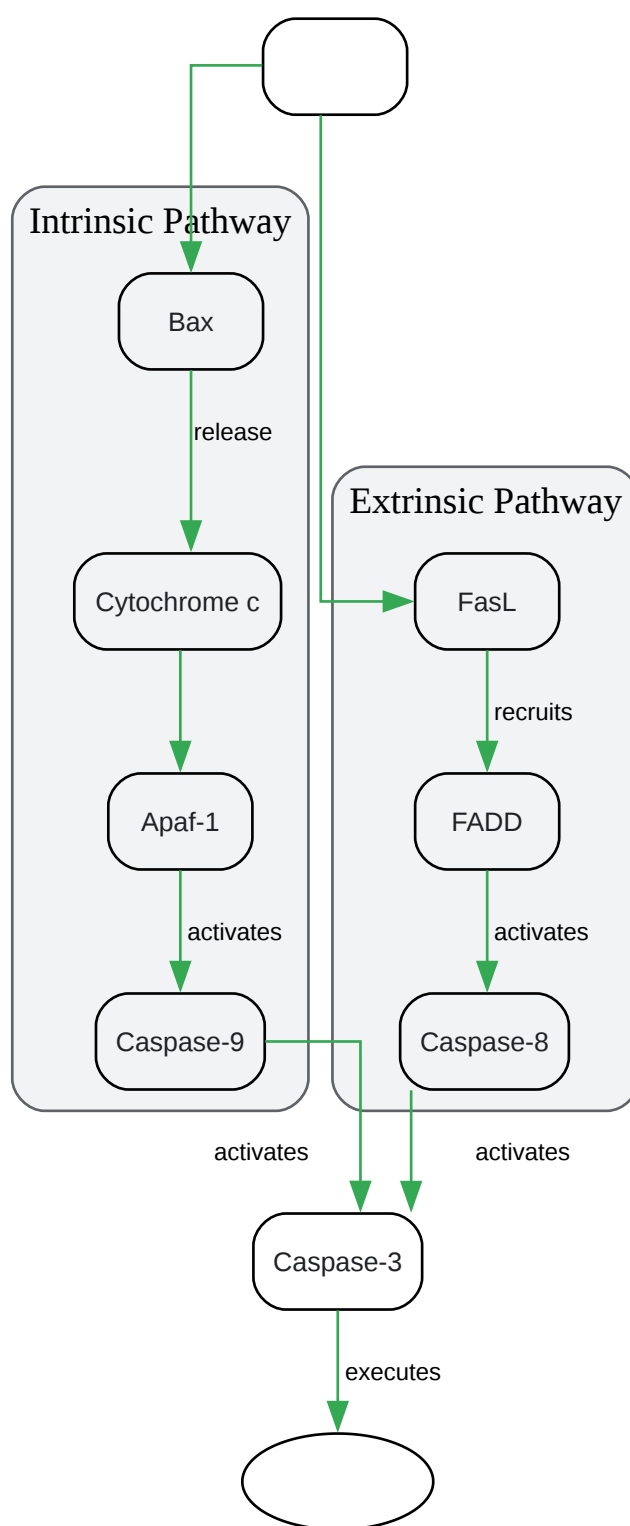 Intrinsic Pathway
Bax
release
Extrinsic Pathway
Cytochrome c
FasL
recruits
Apaf-1
FADD
activates
activates
Caspase-9
Caspase-8
activates
activates
Caspase-3
executes